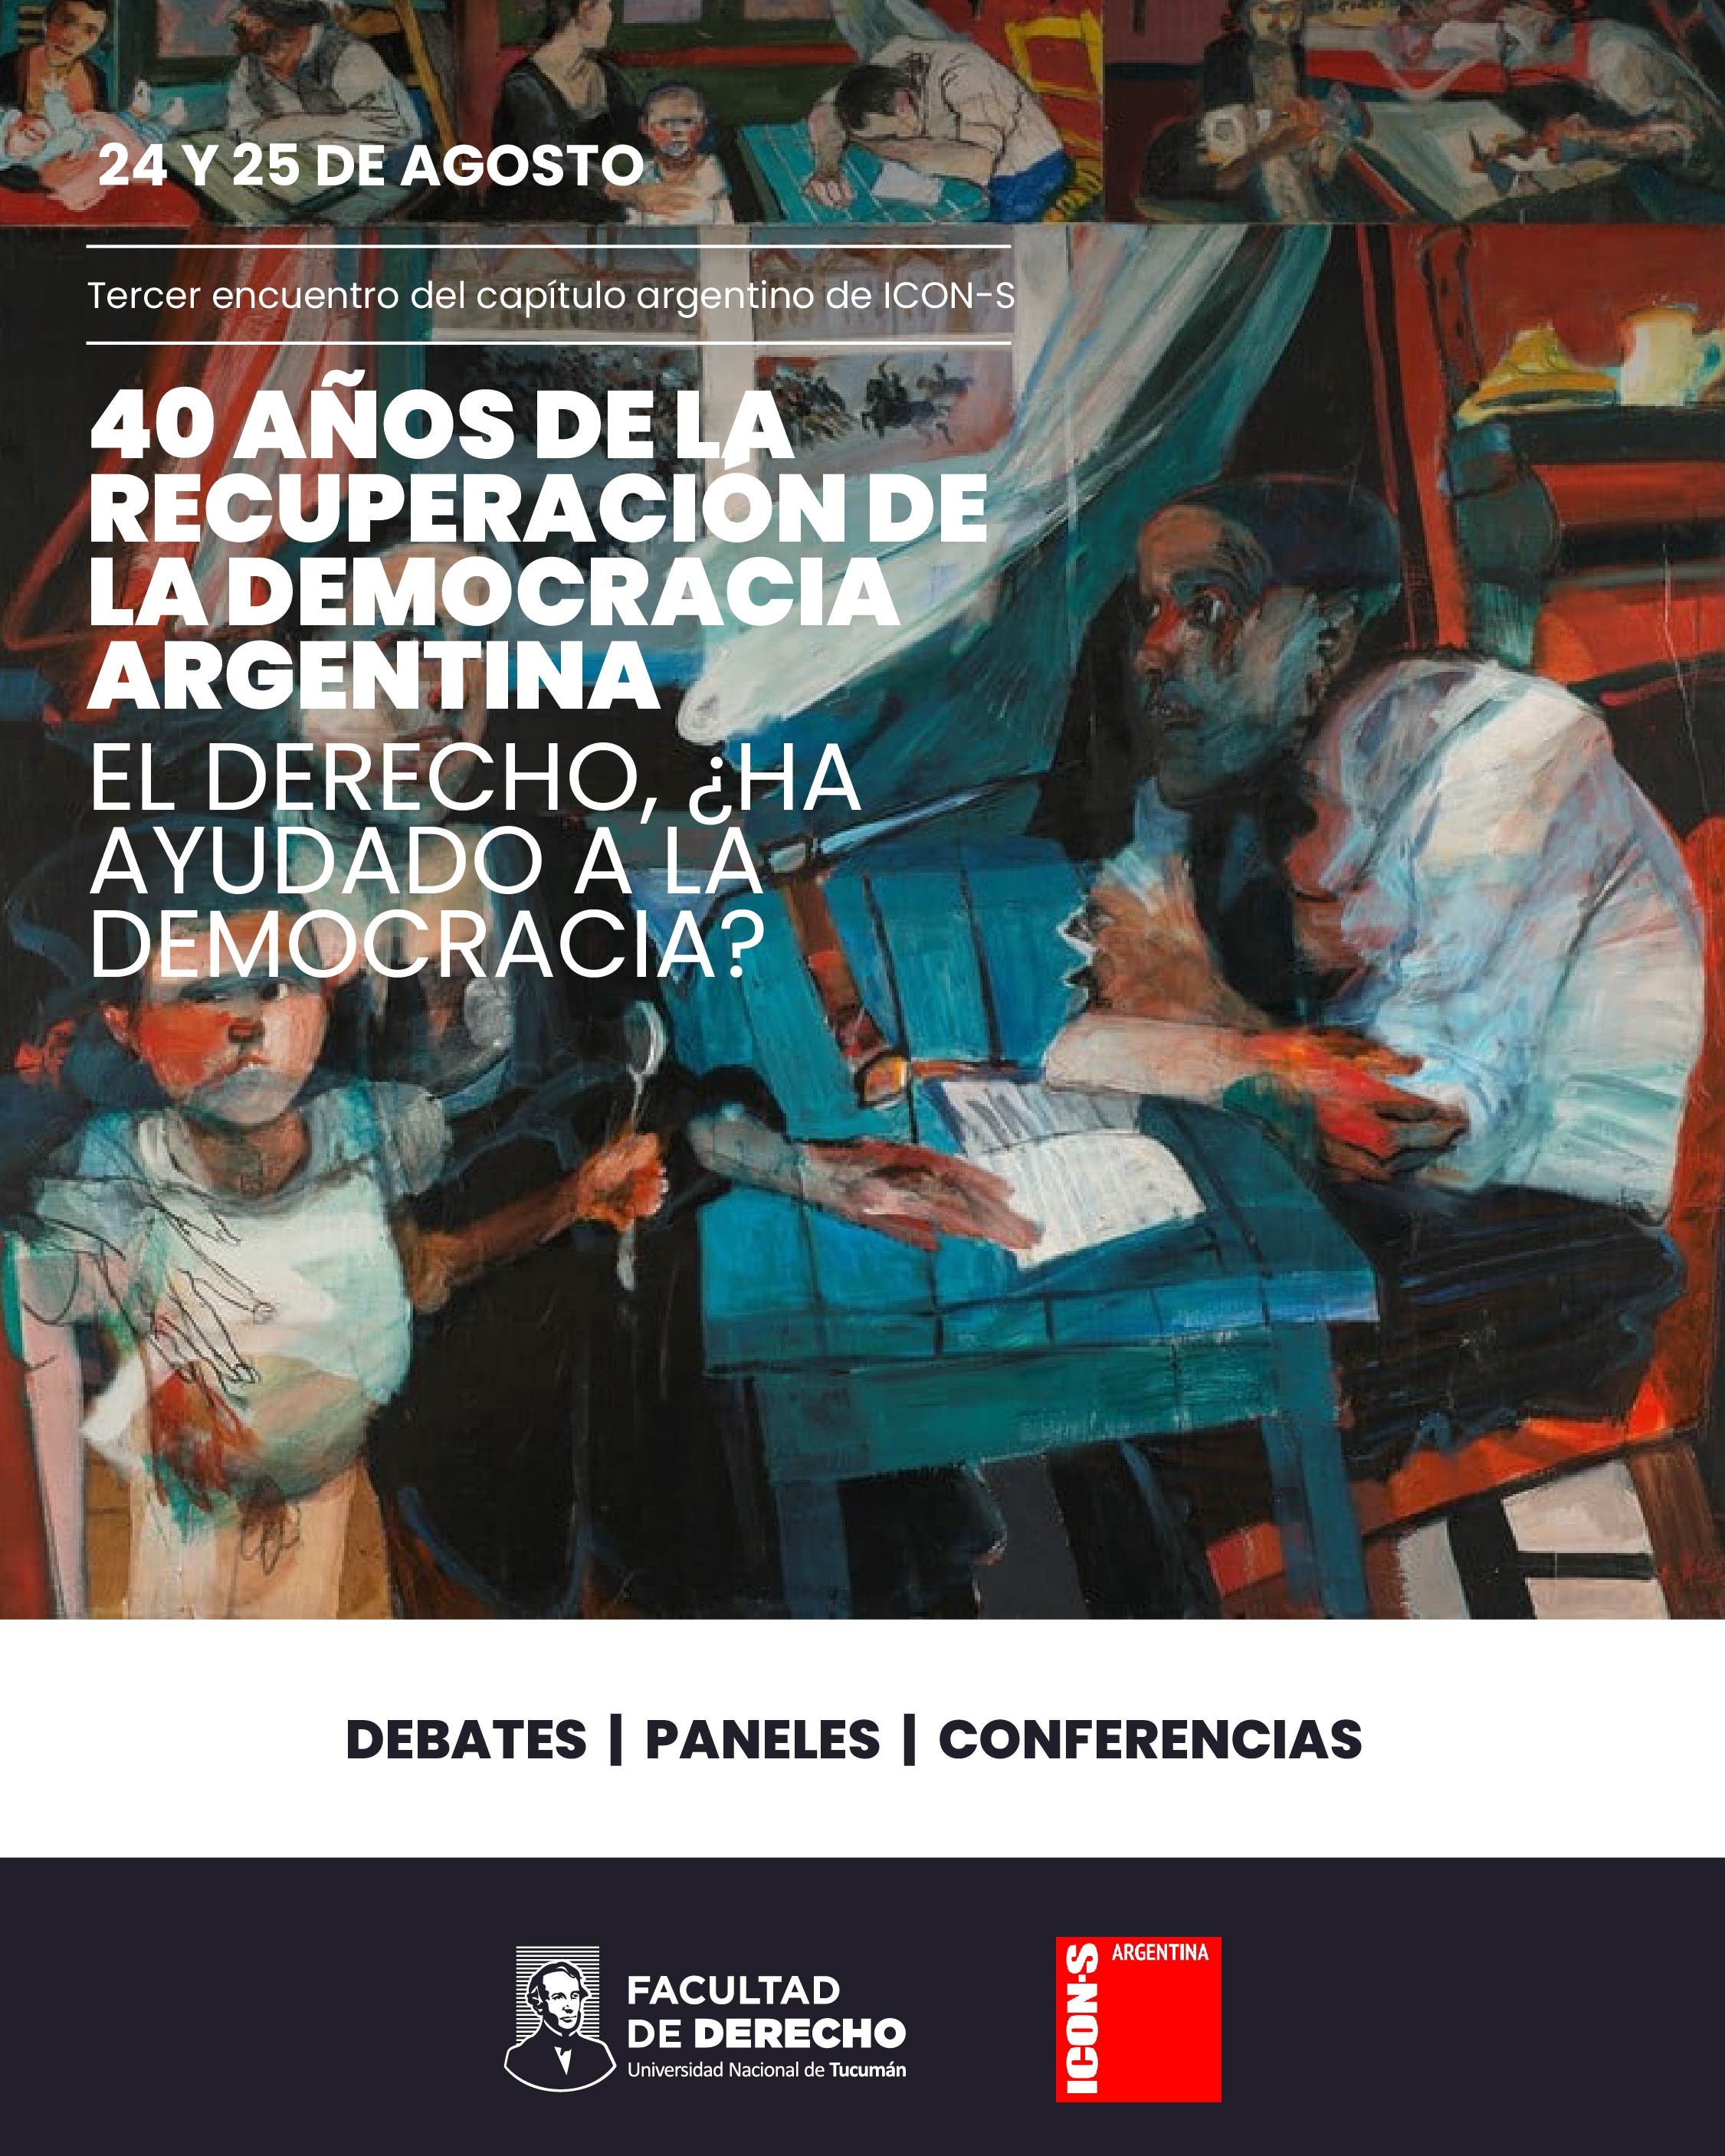 24 Y 25 DE AGOSTO
Tercer encuentro del capítulo argentino de ICON-S
40 AÑOS DE LA
RECUPERACIÓN DE
LA DEMOCRACIA
ARGENTINA
EL DERECHO, ¿HA
AYUDADO A LA
DEMOCRACIA?
DEBATES | PANELES | CONFERENCIAS
FACULTAD
DE DERECHO
Universidad Nacional de Tucumán
ICON·S
ARGENTINA